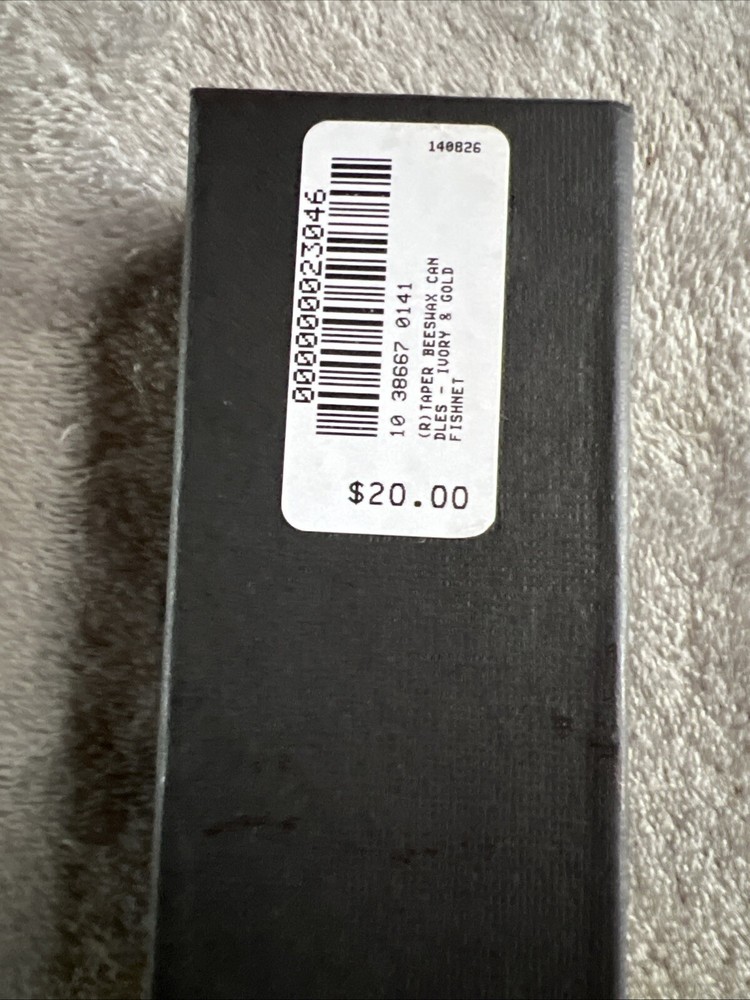 140826
000000023046
10 38667 0141
(R)TAPER BEESWAX CAN
DLES - IVORY & GOLD
FISHNET
$20.00